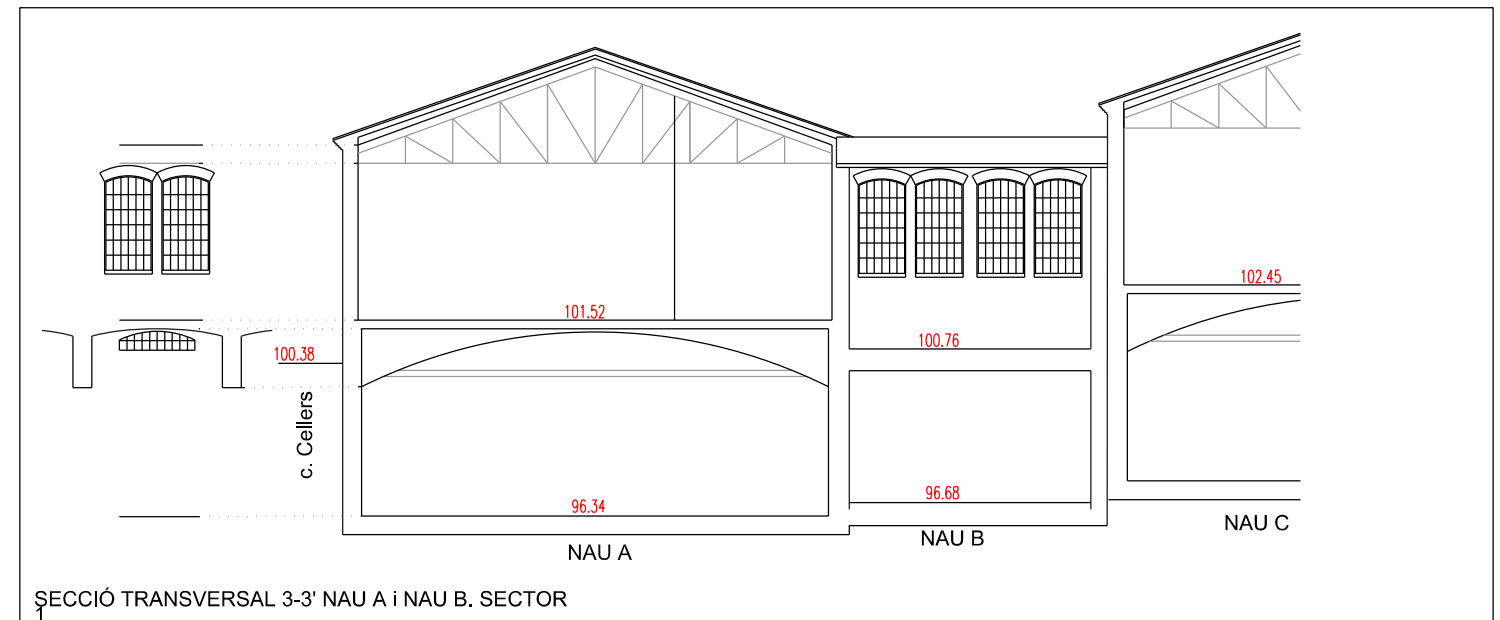 102.45
101.52
100.76
100.38
c. Cellers
96.34
96.68
NAU A
NAU B
NAU C
SECCIÓ TRANSVERSAL 3-3' NAU A i NAU B. SECTOR
1